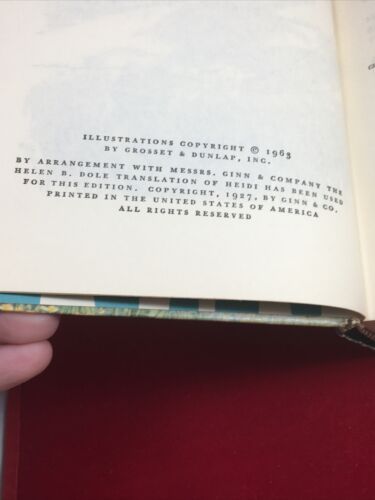 ILLUSTRATIONS COPYRIGHT © 1963
BY GROSSET & DUNLAP, INC.
BY ARRANGEMENT WITH MESSRS. GINN & COMPANY THE
HELEN B. DOLE TRANSLATION OF HEIDI HAS BEEN USED
FOR THIS EDITION. COPYRIGHT, 1927, BY GINN & CO.
PRINTED IN THE UNITED STATES OF AMERICA
ALL RIGHTS RESERVED